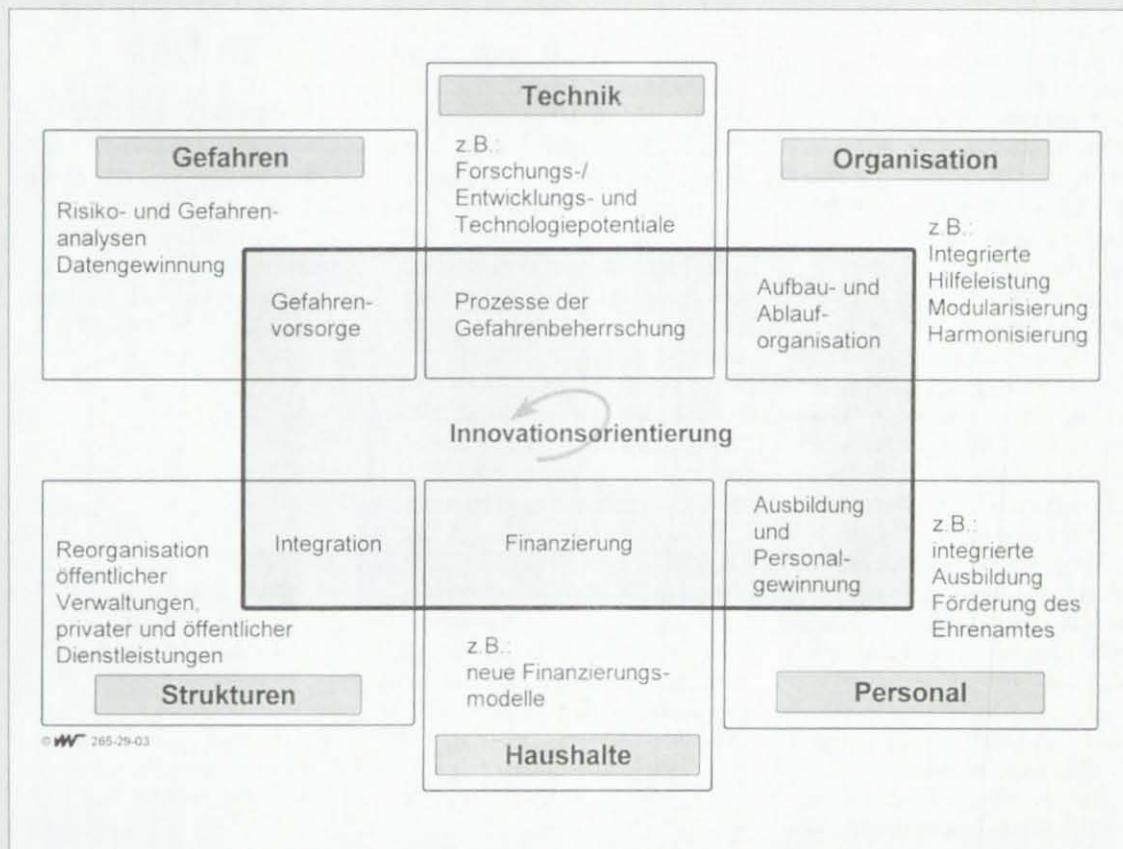 Technik
z.B.:
Forschungs-/
Entwicklungs- und
Technologiepotentiale
Prozesse der
Gefahrenbeherrschung
Gefahren
Risiko- und Gefahren-
analysen
Datengewinnung
Gefahren-
vorsorge
Organisation
z.B.:
Integrierte
Hilfeleistung
Modularisierung
Harmonisierung
Aufbau- und
Ablauf-
organisation
Innovationsorientierung
Reorganisation
öffentlicher
Verwaltungen,
privater und öffentlicher
Dienstleistungen
Integration
Strukturen
Finanzierung
z.B.:
neue Finanzierungs-
modelle
Haushalte
Ausbildung
und
Personal-
gewinnung
z.B.:
integrierte
Ausbildung
Förderung des
Ehrenamtes
Personal
© 265-29-03